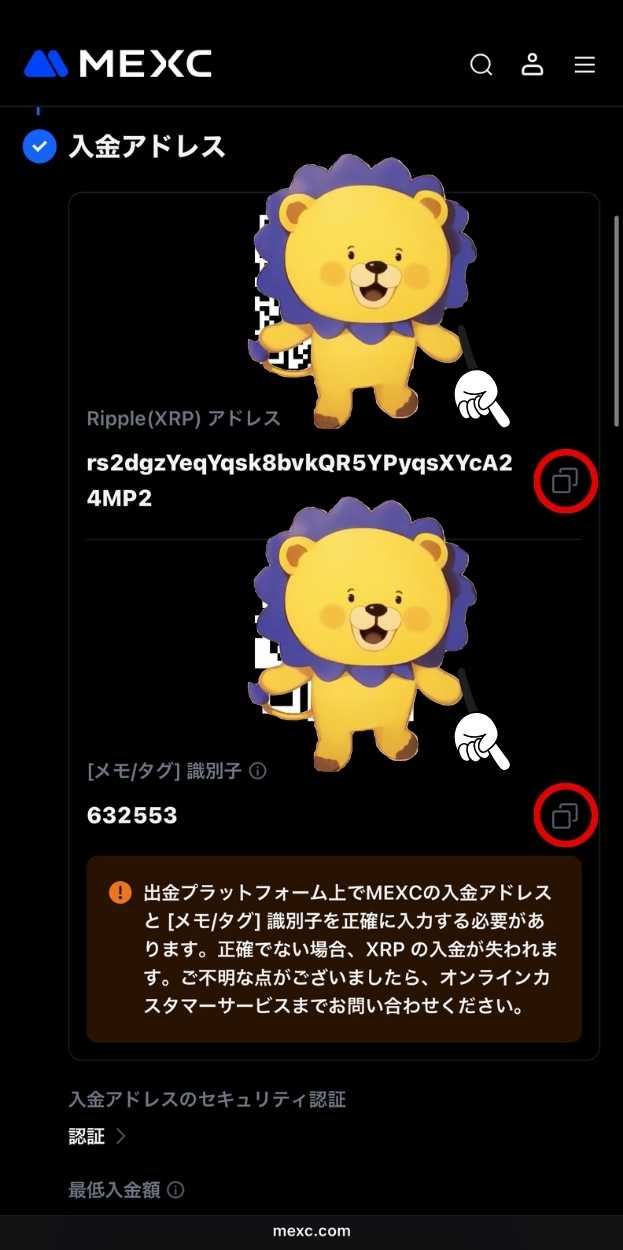 MEXC
入金アドレス
Ripple(XRP) アドレス
rs2dgzYeqYqsk8bvkQR5YPyqsXYcA2
4MP2
[メモ/タグ] 識別子
632553
出金プラットフォーム上でMEXCの入金アドレス
と [メモ/タグ] 識別子を正確に入力する必要があ
ります。正確でない場合、XRP の入金が失われま
す。ご不明な点がございましたら、オンラインカ
スタマーサービスまでお問い合わせください。
入金アドレスのセキュリティ認証
認証
最低入金額
mexc.com